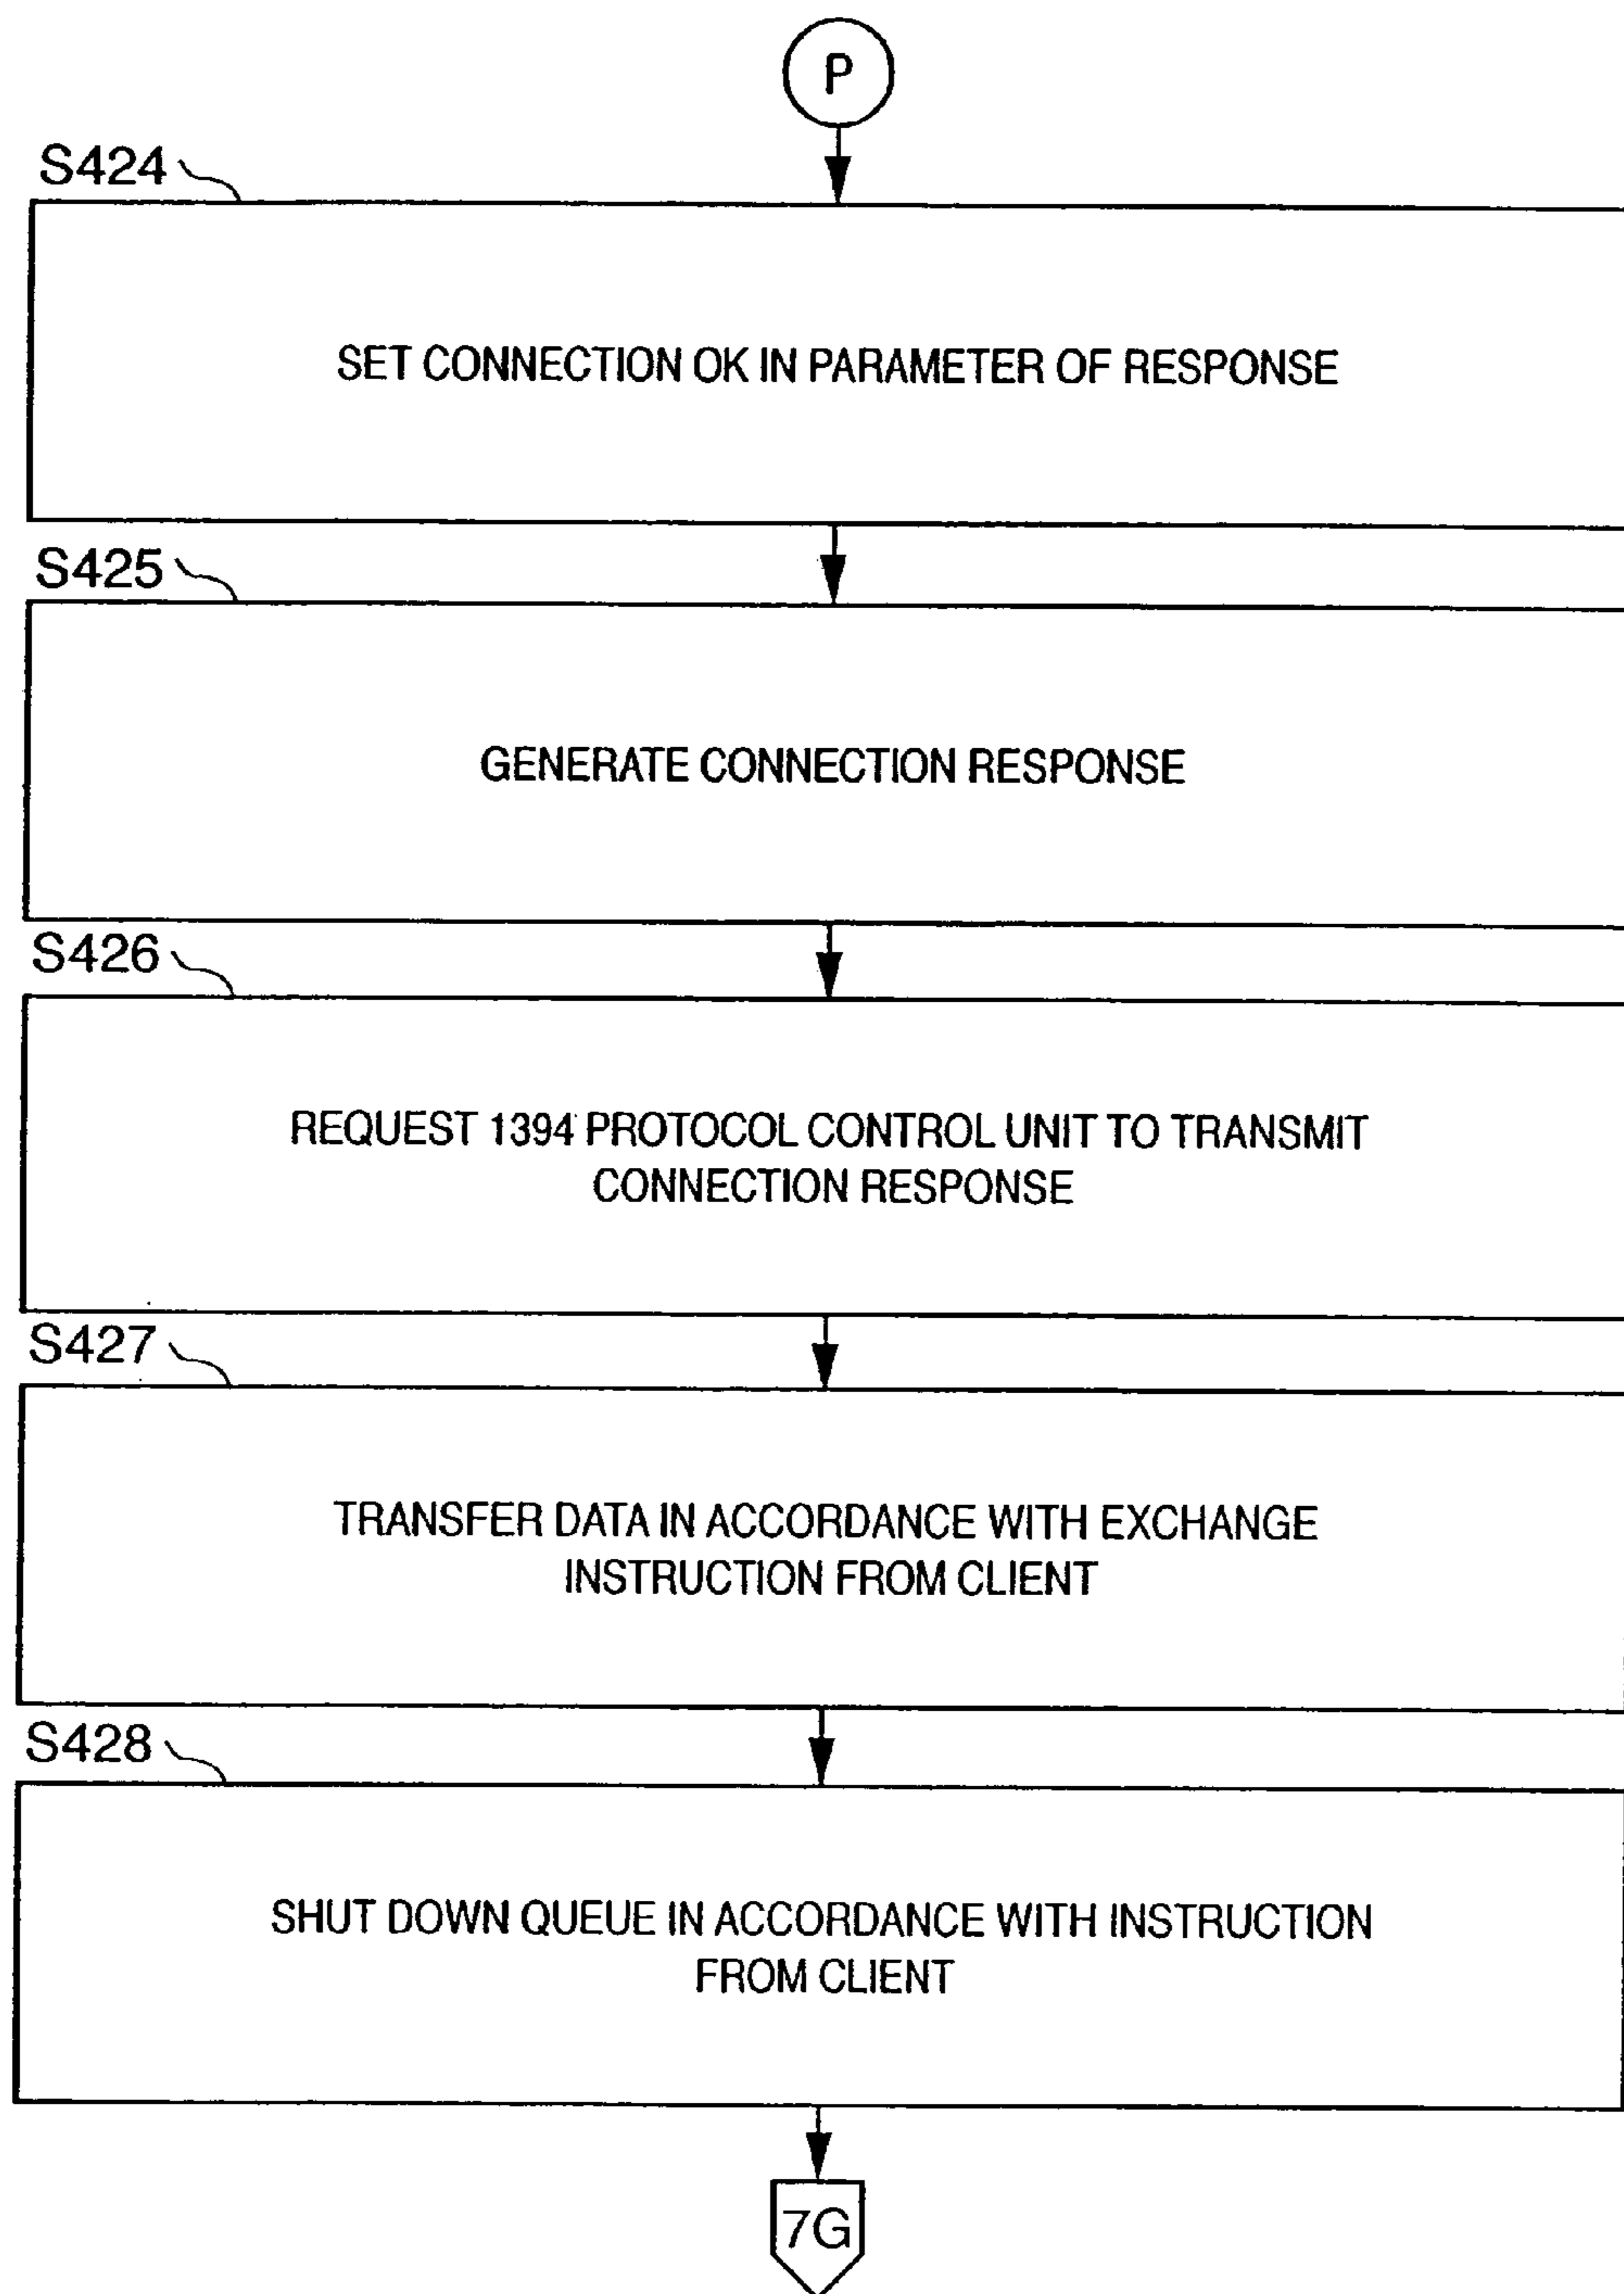 P
S424
SET CONNECTION OK IN PARAMETER OF RESPONSE
S425
GENERATE CONNECTION RESPONSE
S426
REQUEST 1394 PROTOCOL CONTROL UNIT TO TRANSMIT
CONNECTION RESPONSE
S427
TRANSFER DATA IN ACCORDANCE WITH EXCHANGE
INSTRUCTION FROM CLIENT
S428
SHUT DOWN QUEUE IN ACCORDANCE WITH INSTRUCTION
FROM CLIENT
7G